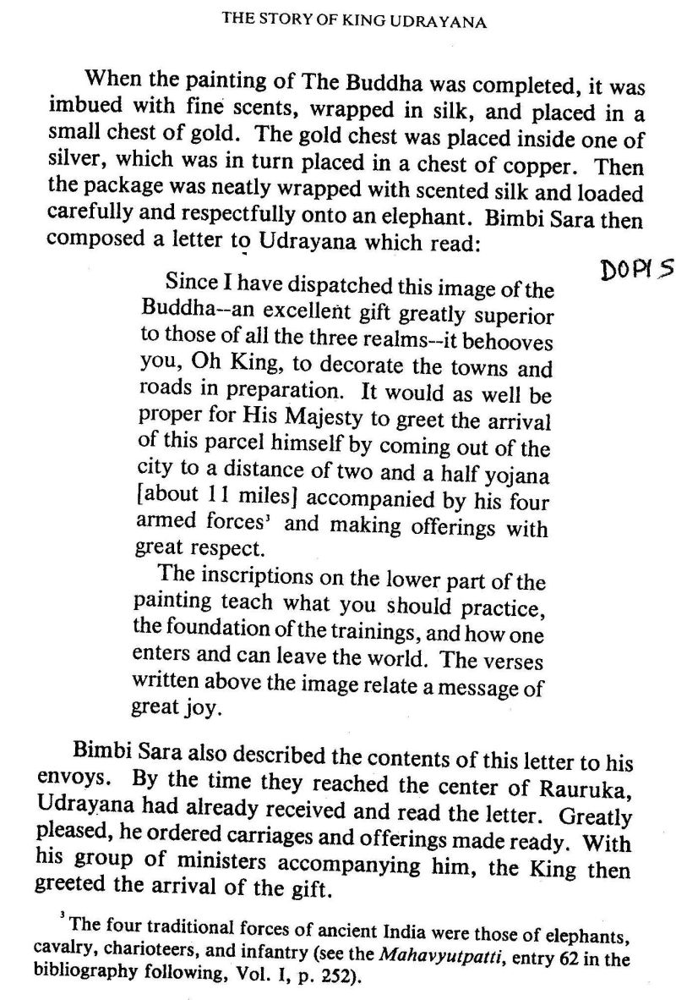 THE STORY OF KING UDRAYANA
When the painting of The Buddha was completed, it was
imbued with fine scents, wrapped in silk, and placed in a
small chest of gold. The gold chest was placed inside one of
silver, which was in turn placed in a chest of copper. Then
the package was neatly wrapped with scented silk and loaded
carefully and respectfully onto an elephant. Bimbi Sara then
composed a letter to Udrayana which read:
DOPIS
Since I have dispatched this image of the
Buddha--an excellent gift greatly superior
to those of all the three realms--it behooves
you, Oh King, to decorate the towns and
roads in preparation. It would as well be
proper for His Majesty to greet the arrival
of this parcel himself by coming out of the
city to a distance of two and a half yojana
[about 11 miles] accompanied by his four
armed forces³ and making offerings with
great respect.
The inscriptions on the lower part of the
painting teach what you should practice,
the foundation of the trainings, and how one
enters and can leave the world. The verses
written above the image relate a message of
great joy.
Bimbi Sara also described the contents of this letter to his
envoys. By the time they reached the center of Rauruka,
Udrayana had already received and read the letter. Greatly
pleased, he ordered carriages and offerings made ready. With
his group of ministers accompanying him, the King then
greeted the arrival of the gift.
³ The four traditional forces of ancient India were those of elephants,
cavalry, charioteers, and infantry (see the Mahavyutpatti, entry 62 in the
bibliography following, Vol. I, p. 252).